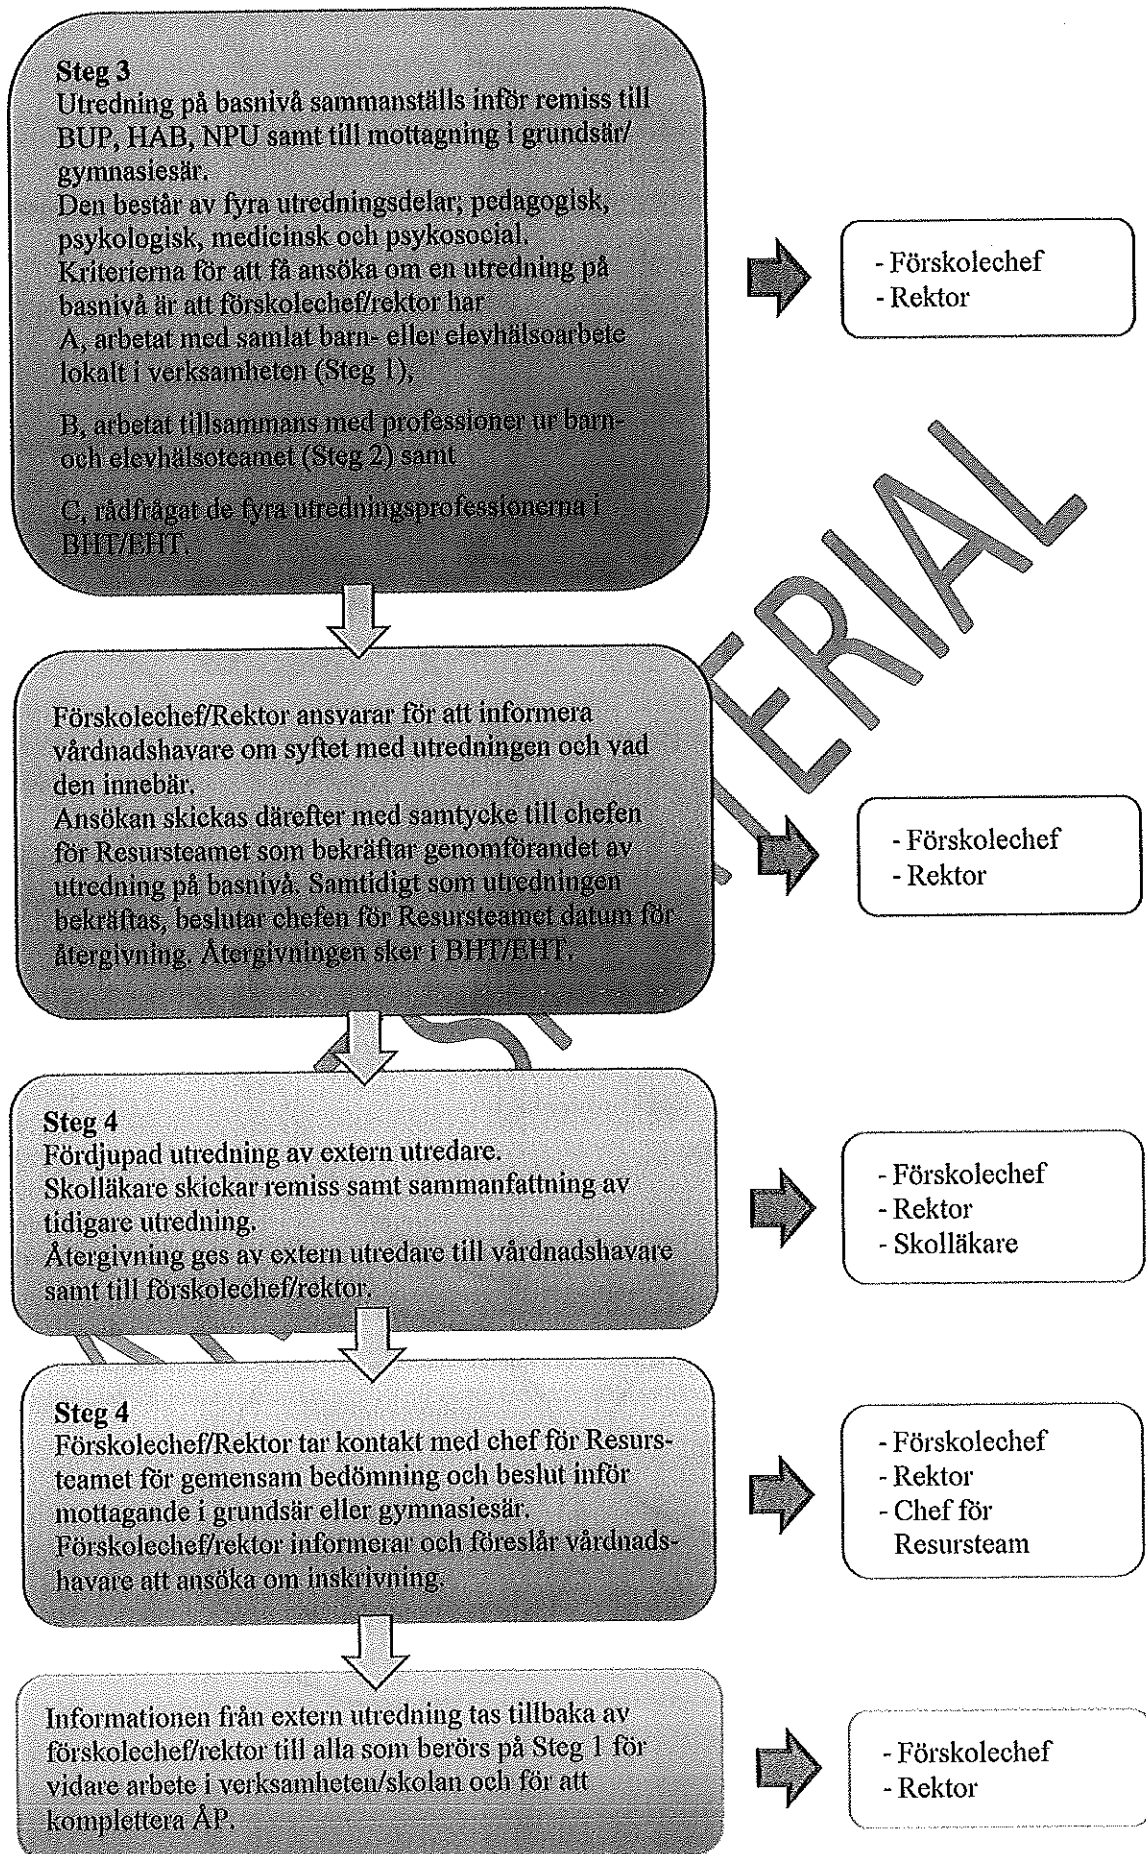 Steg 3
Utredning på basnivå sammanställs inför remiss till
BUP, HAB, NPU samt till mottagning i grundsär/
gymnasiesär.
Den består av fyra utredningsdelar; pedagogisk,
psykologisk, medicinsk och psykosocial.
Kriterierna för att få ansöka om en utredning på
basnivå är att förskolechef/rektor har
A, arbetat med samlat barn- eller elevhälsoarbete
lokalt i verksamheten (Steg 1),
B, arbetat tillsammans med professioner ur barn-
och elevhälsoteamet (Steg 2) samt
C, rådfrågat de fyra utredningsprofessionerna i
BHT/EHT.
- Förskolechef
- Rektor
Förskolechef/Rektor ansvarar för att informera
vårdnadshavare om syftet med utredningen och vad
den innebär.
Ansökan skickas därefter med samtycke till chefen
för Resursteamet som bekräftar genomförandet av
utredning på basnivå. Samtidigt som utredningen
bekräftas, beslutar chefen för Resursteamet datum för
återgivning. Återgivningen sker i BHT/EHT.
- Förskolechef
- Rektor
Steg 4
Fördjupad utredning av extern utredare.
Skolläkare skickar remiss samt sammanfattning av
tidigare utredning.
Återgivning ges av extern utredare till vårdnadshavare
samt till förskolechef/rektor.
- Förskolechef
- Rektor
- Skolläkare
Steg 4
Förskolechef/Rektor tar kontakt med chef för Resurs-
teamet för gemensam bedömning och beslut inför
mottagande i grundsär eller gymnasiesär.
Förskolechef/rektor informerar och föreslår vårdnads-
havare att ansöka om inskrivning.
- Förskolechef
- Rektor
- Chef för
Resursteam
Informationen från extern utredning tas tillbaka av
förskolechef/rektor till alla som berörs på Steg 1 för
vidare arbete i verksamheten/skolan och för att
komplettera ÅP.
- Förskolechef
- Rektor